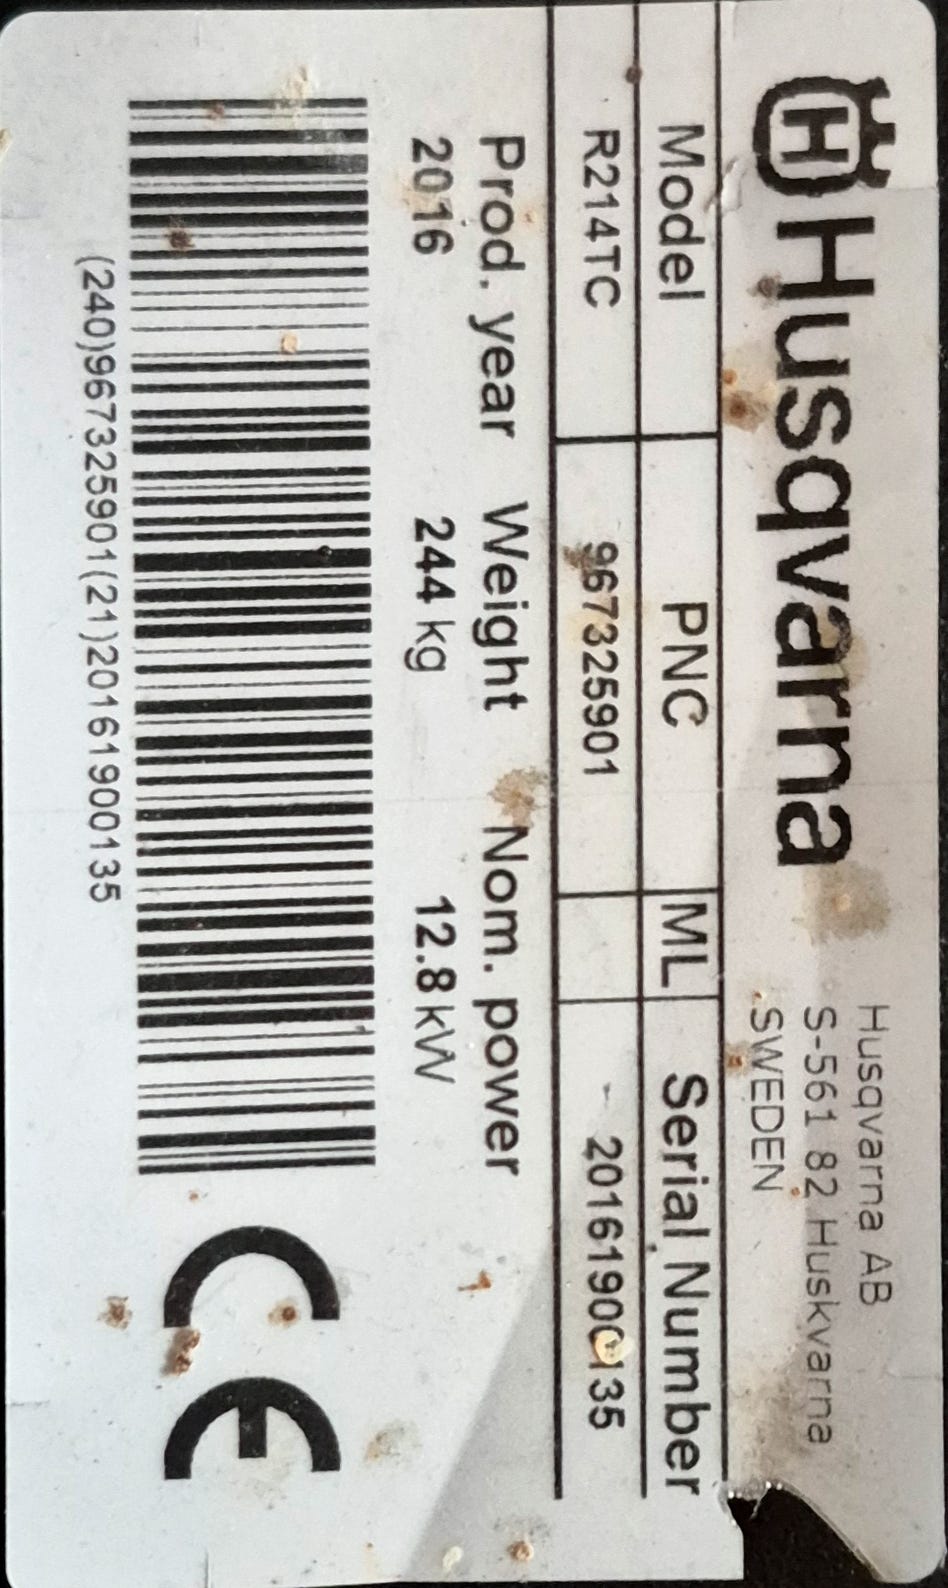 Husqvarna
Husqvarna AB
S-561 82 Huskvarna
SWEDEN
Model PNC ML Serial Number
R214TC 967325901 20161900135
Prod. year Weight Nom. power
2016 244 kg 12.8 kW
(240)967325901(21)20161900135
CE